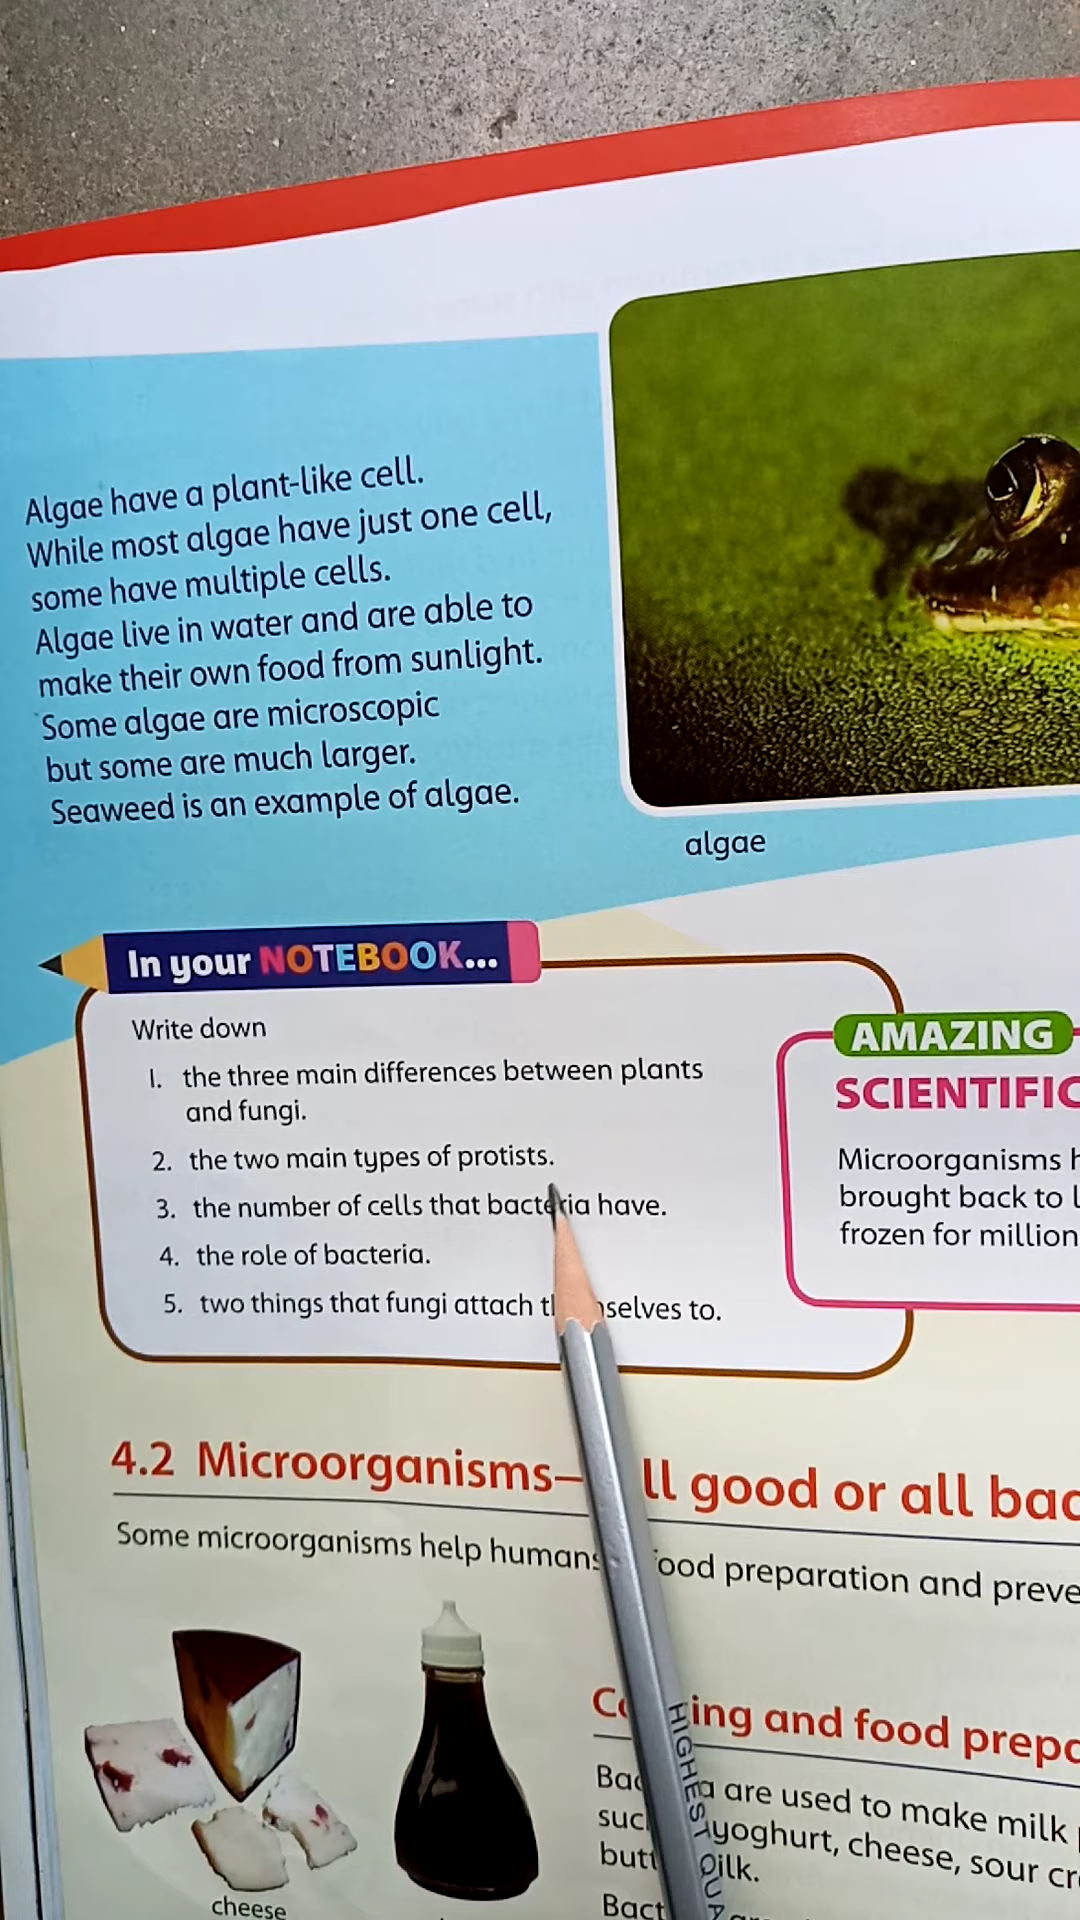 Algae have a plant-like cell.
While most algae have just one cell,
some have multiple cells.
Algae live in water and are able to
make their own food from sunlight.
Some algae are microscopic
but some are much larger.
Seaweed is an example of algae.
algae
In your NOTEBOOK...
Write down
1. the three main differences between plants
and fungi.
2. the two main types of protists.
3. the number of cells that bacteria have.
4. the role of bacteria.
5. two things that fungi attach to.
AMAZING
SCIENTIFIC
Microorganisms
brought back to
frozen for million
4.2 Microorganisms— good or all
Some microorganisms help humans food preparation and
and food
are used to make milk
yoghurt, cheese, sour
cheese
HIGHEST